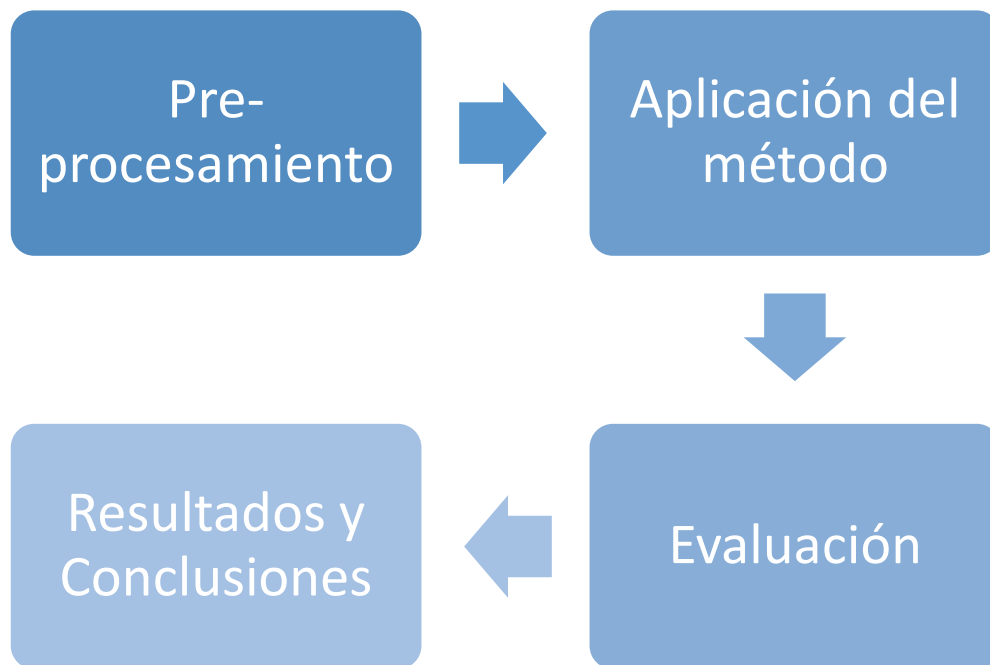 Pre-
procesamiento
Aplicación del
método
Evaluación
Resultados y
Conclusiones